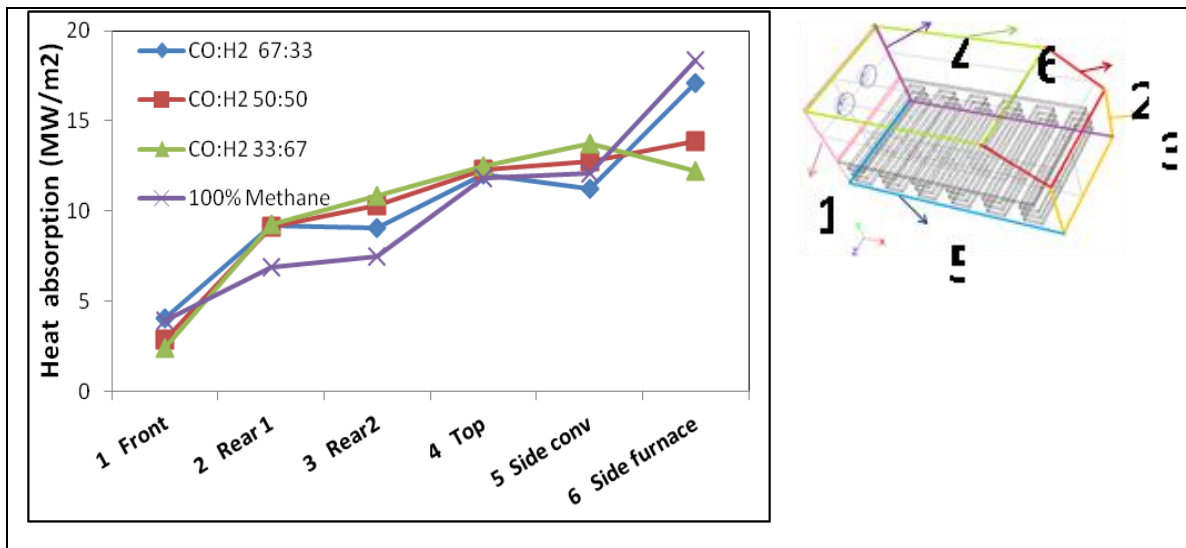 20
15
10
5
0
Heat absorption (MW/m2)
CO:H2 67:33
CO:H2 50:50
CO:H2 33:67
100% Methane
1 Front
2 Rear 1
3 Rear2
4 Top
5 Side conv
6 Side furnace
6
1
5